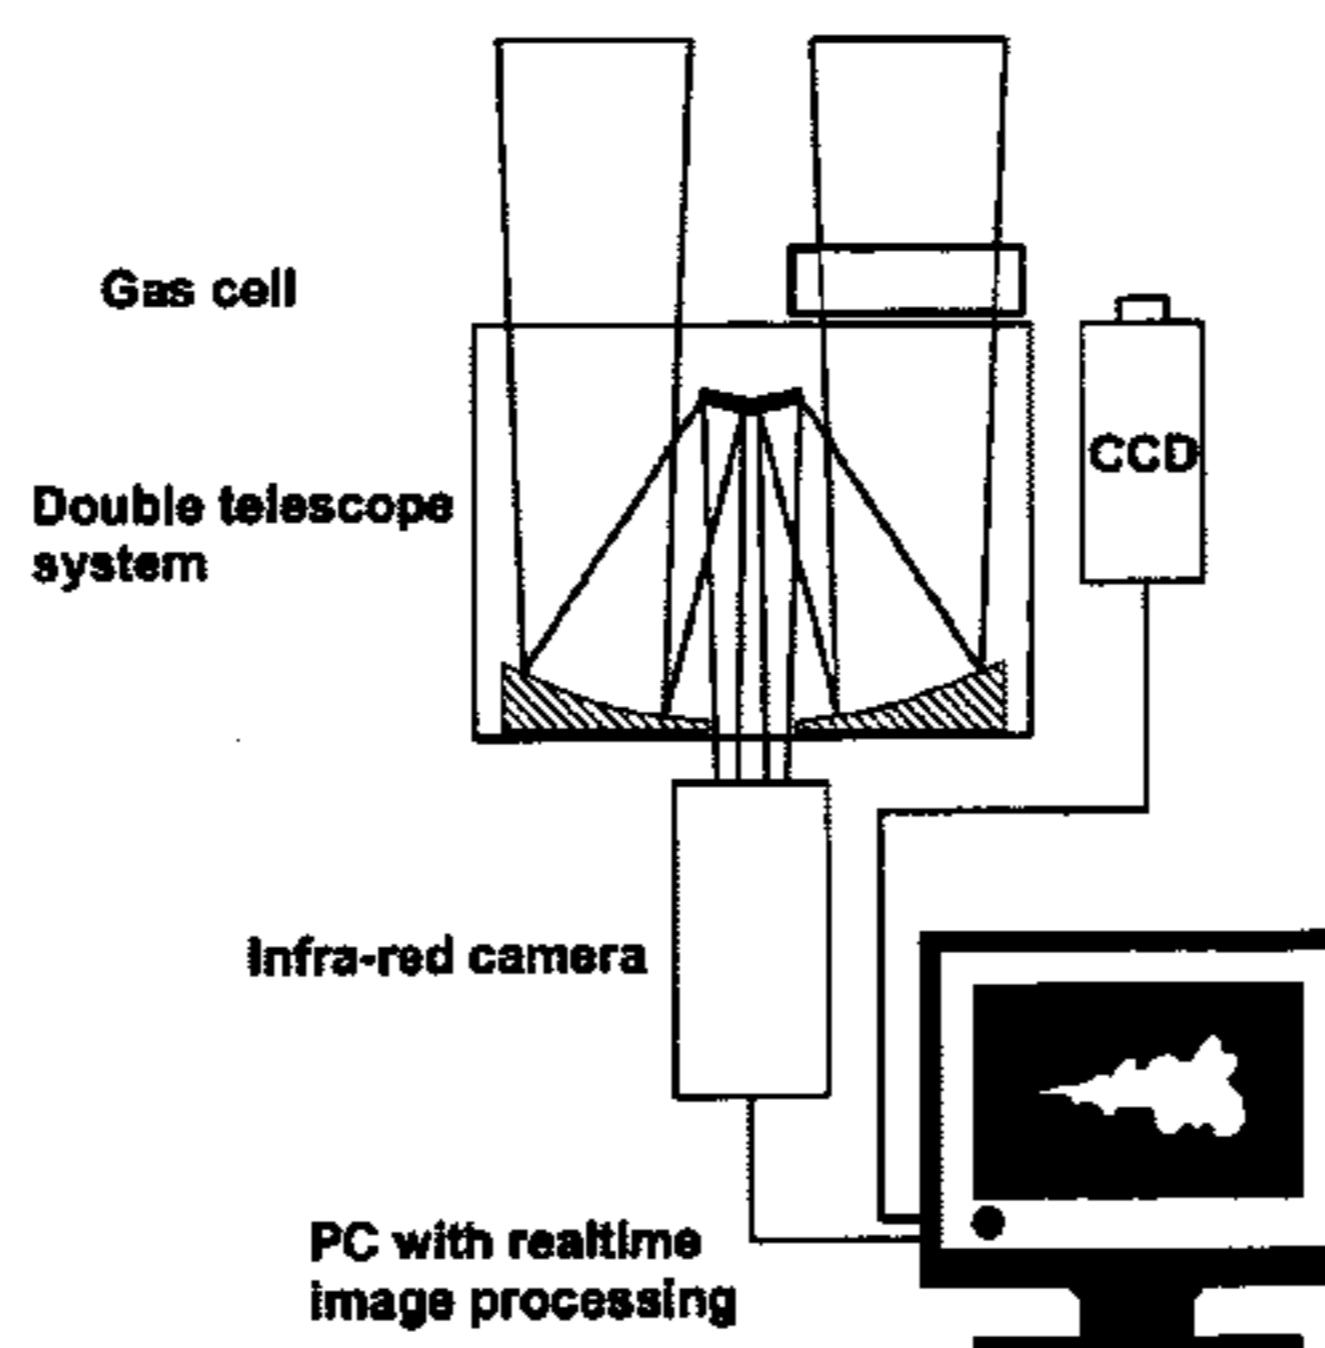 Gas cell
CCD
Double telescope
system
Infra-red camera
PC with realtime
image processing